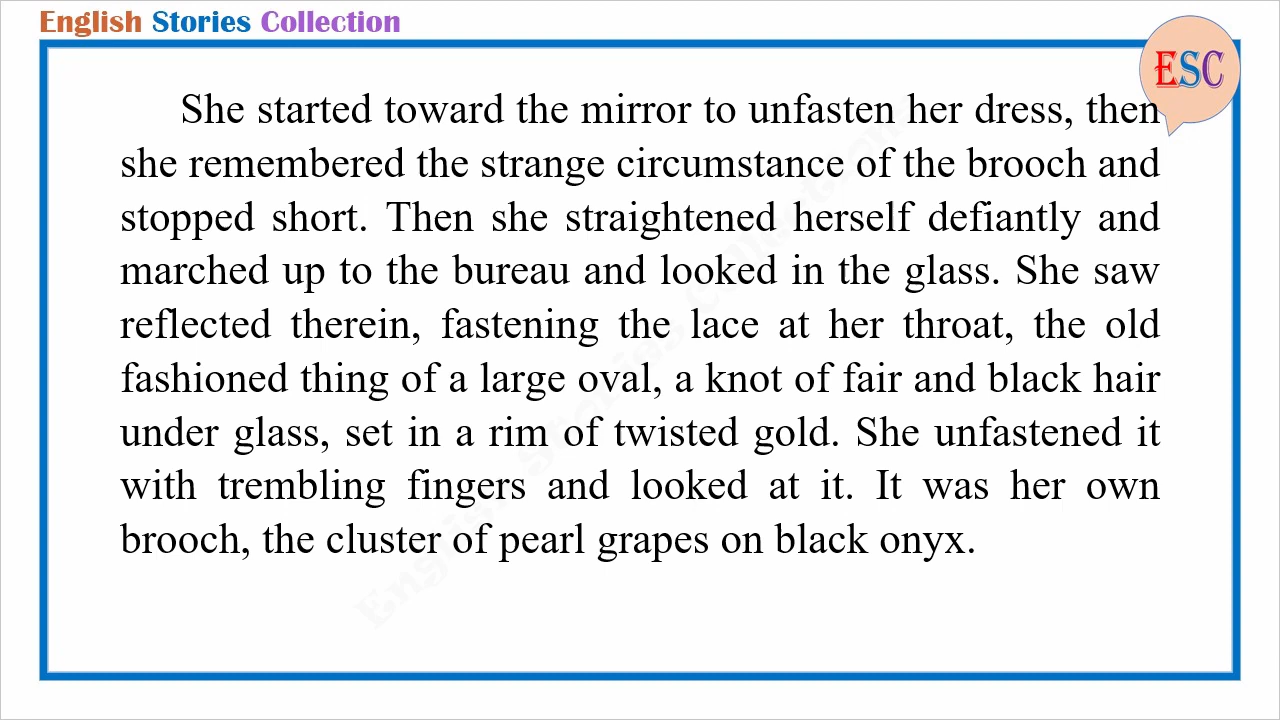 English Stories Collection
ESC
She started toward the mirror to unfasten her dress, then
she remembered the strange circumstance of the brooch and
stopped short. Then she straightened herself defiantly and
marched up to the bureau and looked in the glass. She saw
reflected therein, fastening the lace at her throat, the old
fashioned thing of a large oval, a knot of fair and black hair
under glass, set in a rim of twisted gold. She unfastened it
with trembling fingers and looked at it. It was her own
brooch, the cluster of pearl grapes on black onyx.
English Stories Collections